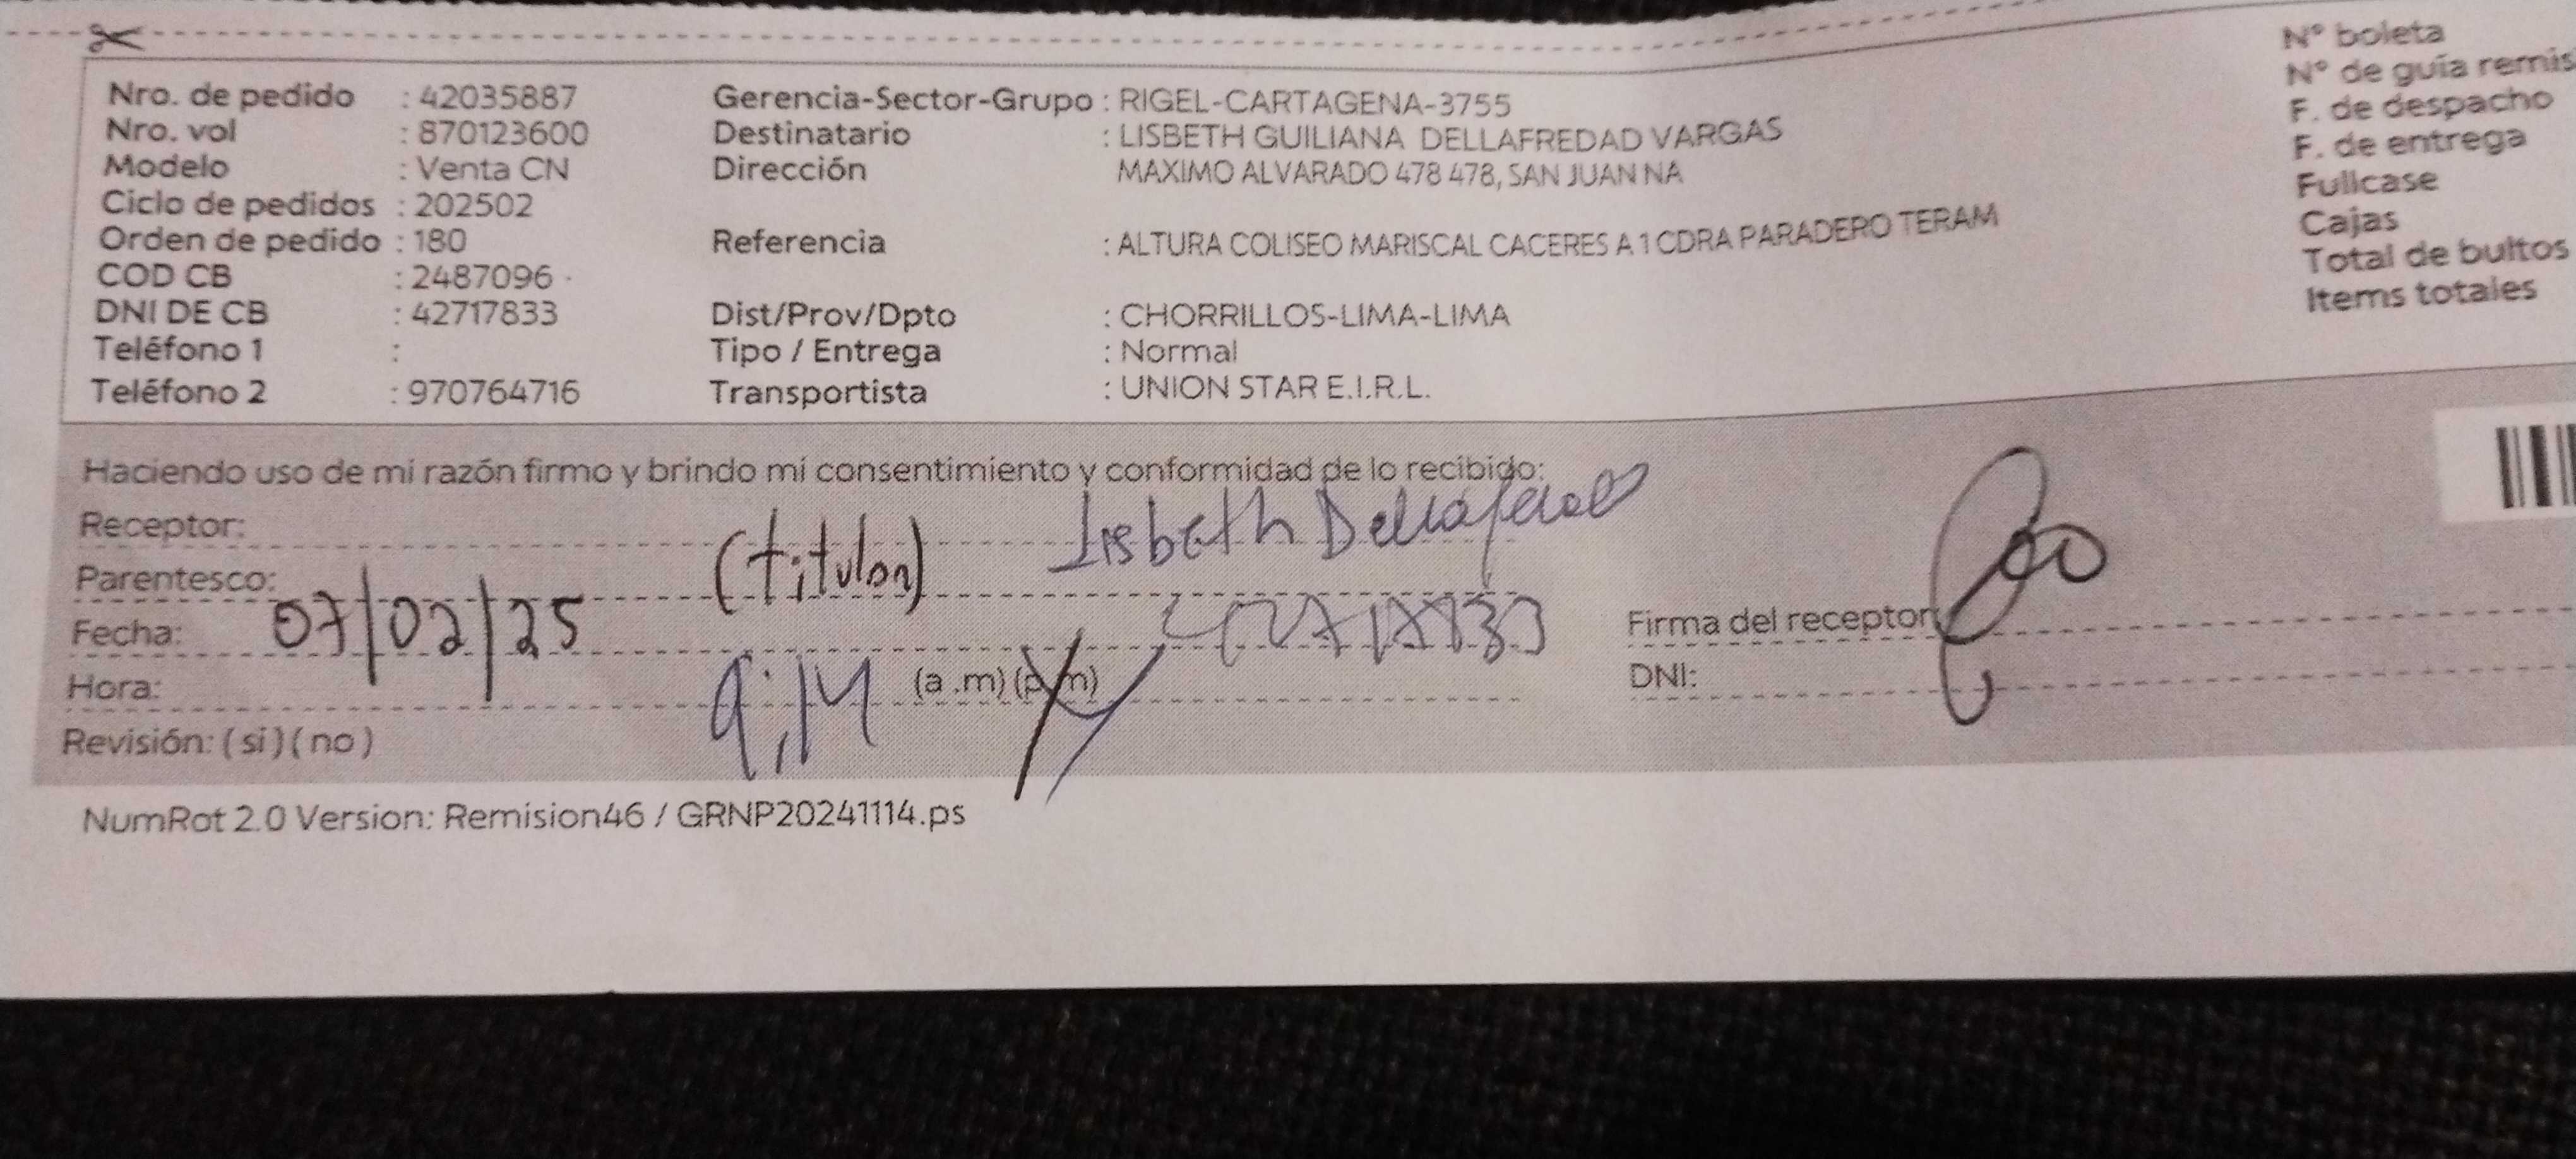 Nro. de pedido : 42035887 Gerencia-Sector-Grupo : RIGEL-CARTAGENA-3755 N° boleta
Nro. vol : 870123600 Destinatario : LISBETH GUILIANA DELLAFREDAD VARGAS N° de guía remis
Modelo : Venta CN Dirección MAXIMO ALVARADO 478 478, SAN JUAN NA F. de despacho
Ciclo de pedidos : 202502 F. de entrega
Orden de pedido : 180 Referencia : ALTURA COLISEO MARISCAL CACERES A 1 CDRA PARADERO TERAM Fullcase
COD CB : 2487096 Cajas
DNI DE CB : 42717833 Dist/Prov/Dpto : CHORRILLOS-LIMA-LIMA Total de bultos
Teléfono 1 : Tipo / Entrega : Normal Items totales
Teléfono 2 : 970764716 Transportista : UNION STAR E.I.R.L.
Haciendo uso de mi razón firmo y brindo mi consentimiento y conformidad de lo recibido:
Receptor: Lisbeth
Parentesco: (titular)
Fecha: 07/02/25 Firma del receptor
Hora: 9:14 (a .m) (p.m) DNI:
Revisión: ( si ) ( no )
NumRot 2.0 Version: Remision46 / GRNP20241114.ps